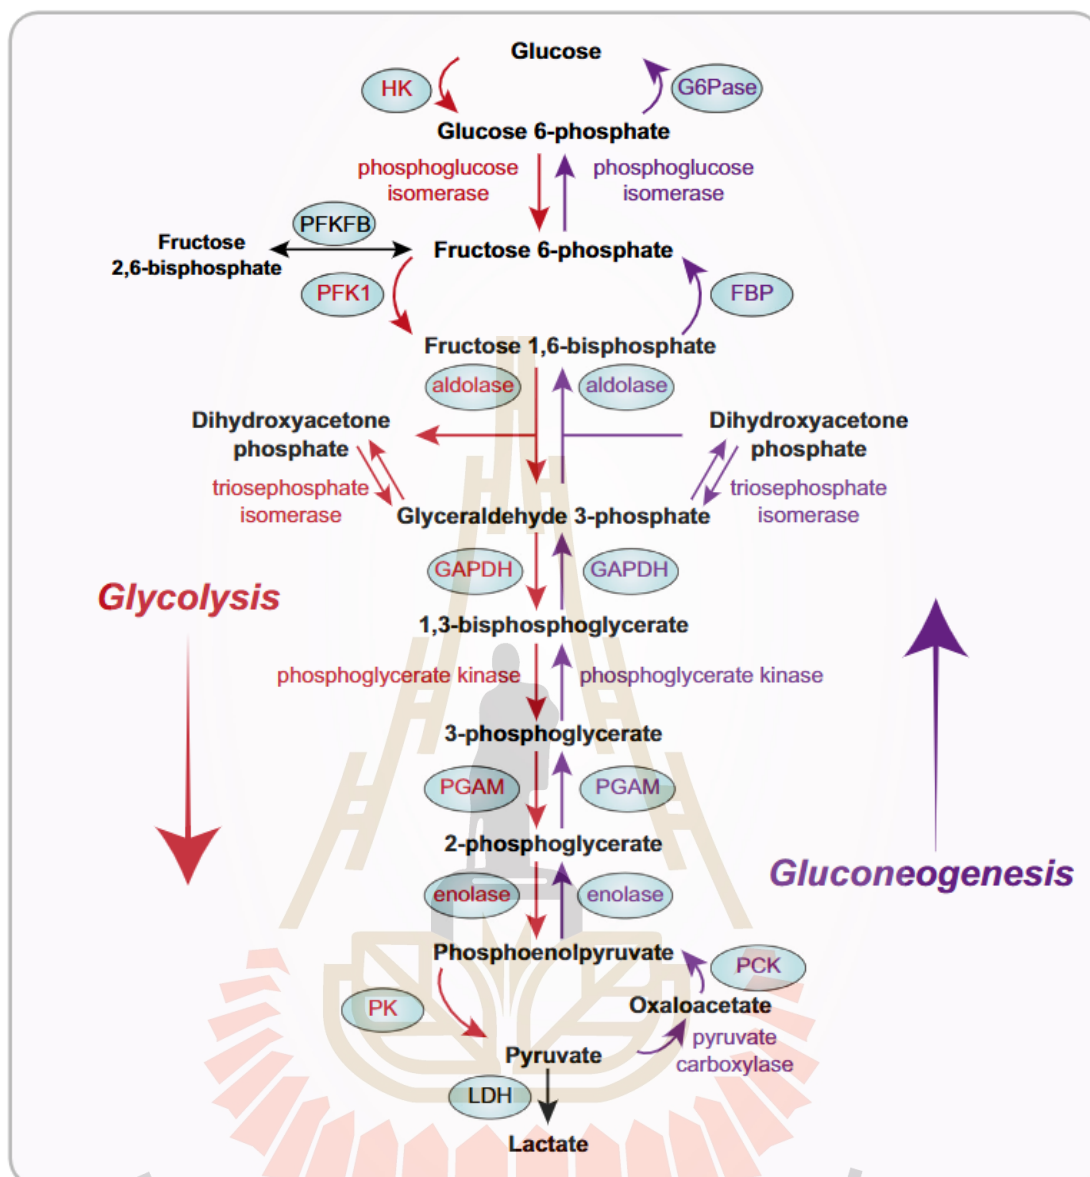 Glucose
HK
G6Pase
Glucose 6-phosphate
phosphoglucose
isomerase
phosphoglucose
isomerase
PFKFB
Fructose
2,6-bisphosphate
Fructose 6-phosphate
PFK1
FBP
Fructose 1,6-bisphosphate
aldolase
aldolase
Dihydroxyacetone
phosphate
Dihydroxyacetone
phosphate
triosephosphate
isomerase
triosephosphate
isomerase
Glyceraldehyde 3-phosphate
GAPDH
GAPDH
Glycolysis
1,3-bisphosphoglycerate
phosphoglycerate kinase
phosphoglycerate kinase
3-phosphoglycerate
PGAM
PGAM
2-phosphoglycerate
Gluconeogenesis
enolase
enolase
Phosphoenolpyruvate
PCK
Oxaloacetate
PK
pyruvate
carboxylase
Pyruvate
LDH
Lactate